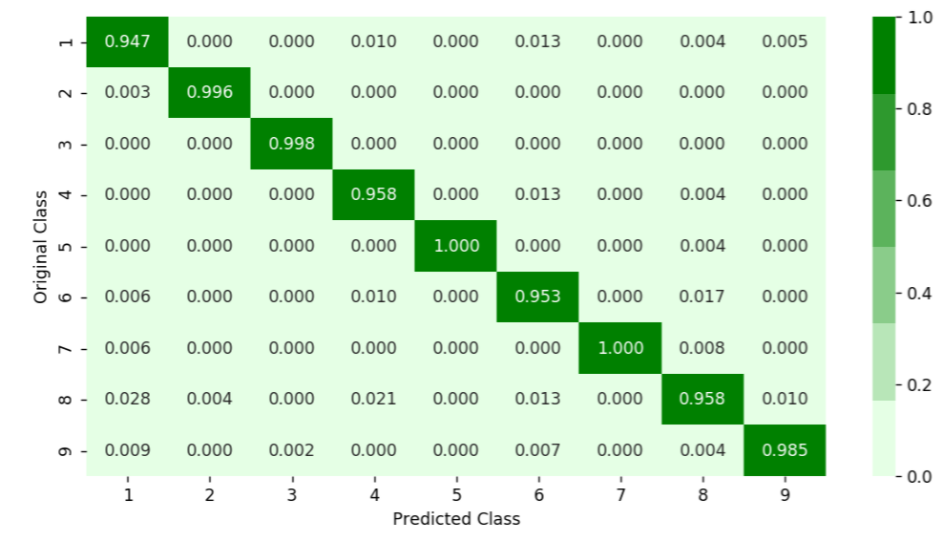 1 0.947 0.000 0.000 0.010 0.000 0.013 0.000 0.004 0.005
2 0.003 0.996 0.000 0.000 0.000 0.000 0.000 0.000 0.000
3 0.000 0.000 0.998 0.000 0.000 0.000 0.000 0.000 0.000
4 0.000 0.000 0.000 0.958 0.000 0.013 0.000 0.004 0.000
5 0.000 0.000 0.000 0.000 1.000 0.000 0.000 0.004 0.000
6 0.006 0.000 0.000 0.010 0.000 0.953 0.000 0.017 0.000
7 0.006 0.000 0.000 0.000 0.000 0.000 1.000 0.008 0.000
8 0.028 0.004 0.000 0.021 0.000 0.013 0.000 0.958 0.010
9 0.009 0.000 0.002 0.000 0.000 0.007 0.000 0.004 0.985
1 2 3 4 5 6 7 8 9
Predicted Class
Original Class
1.0
0.8
0.6
0.4
0.2
0.0